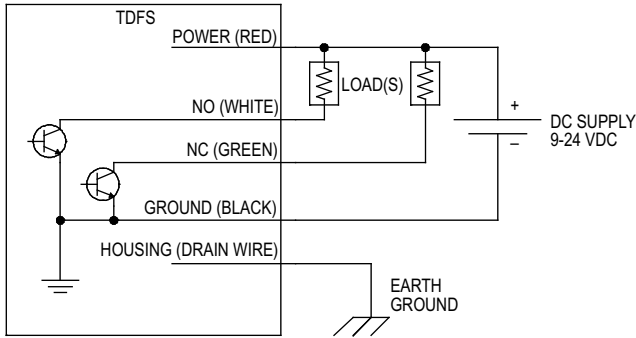 TDFS
POWER (RED)
LOAD(S)
NO (WHITE)
+
DC SUPPLY
9-24 VDC
–
NC (GREEN)
GROUND (BLACK)
HOUSING (DRAIN WIRE)
EARTH
GROUND